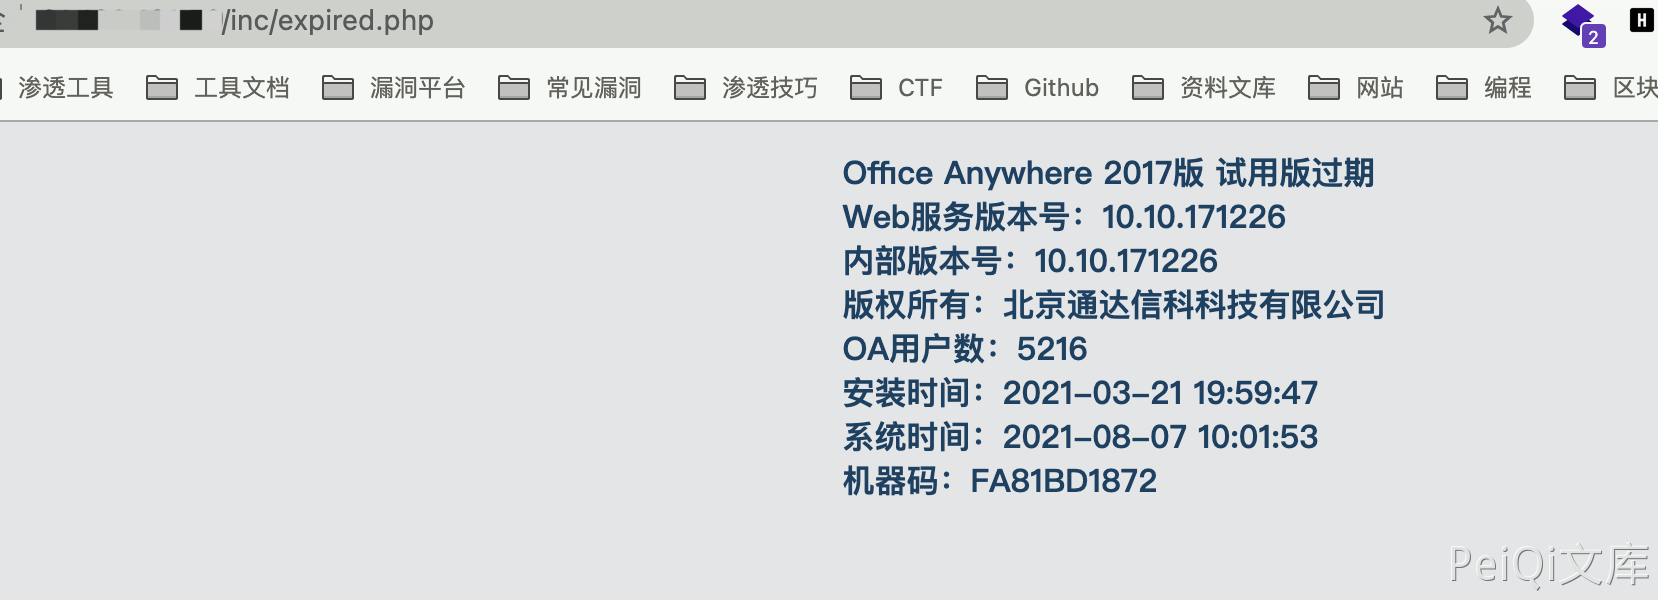 /inc/expired.php
2
H
渗透工具 工具文档 漏洞平台 常见漏洞 渗透技巧 CTF Github 资料文库 网站 编程 区块
Office Anywhere 2017版 试用版过期
Web服务版本号：10.10.171226
内部版本号：10.10.171226
版权所有：北京通达信科科技有限公司
OA用户数：5216
安装时间：2021-03-21 19:59:47
系统时间：2021-08-07 10:01:53
机器码：FA81BD1872
PeiQi文库